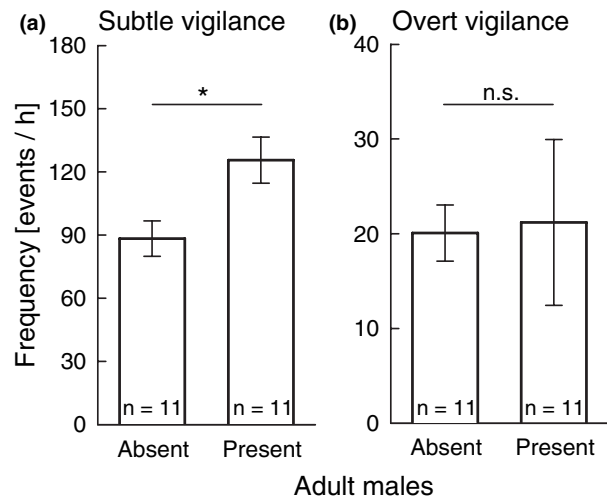 (a) Subtle vigilance
(b) Overt vigilance
Frequency [events / h]
180
150
120
90
60
30
0
*
n = 11
n = 11
Absent
Present
40
30
20
10
0
n.s.
n = 11
n = 11
Absent
Present
Adult males